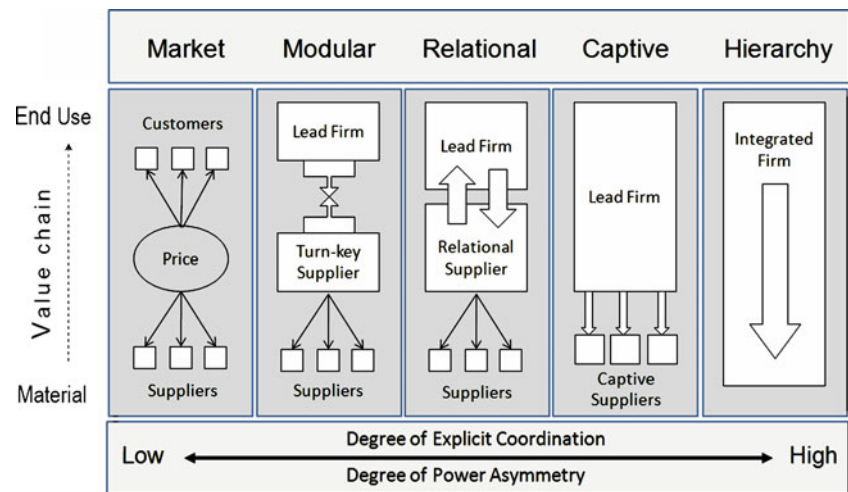 Market Modular Relational Captive Hierarchy
End Use
Value chain
Material
Customers
Price
Suppliers
Lead Firm
Turn-key
Supplier
Suppliers
Lead Firm
Relational
Supplier
Suppliers
Lead Firm
Captive
Suppliers
Integrated
Firm
Degree of Explicit Coordination
Low High
Degree of Power Asymmetry